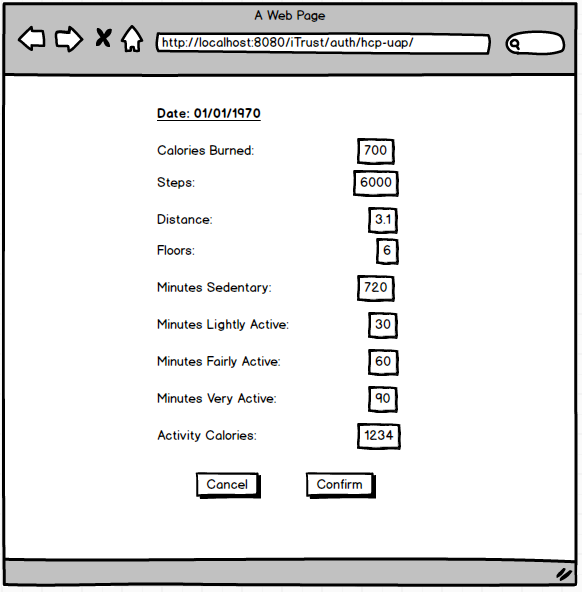 A Web Page
http://localhost:8080/iTrust/auth/hcp-uap/
Date: 01/01/1970
Calories Burned: 700
Steps: 6000
Distance: 3.1
Floors: 6
Minutes Sedentary: 720
Minutes Lightly Active: 30
Minutes Fairly Active: 60
Minutes Very Active: 90
Activity Calories: 1234
Cancel Confirm